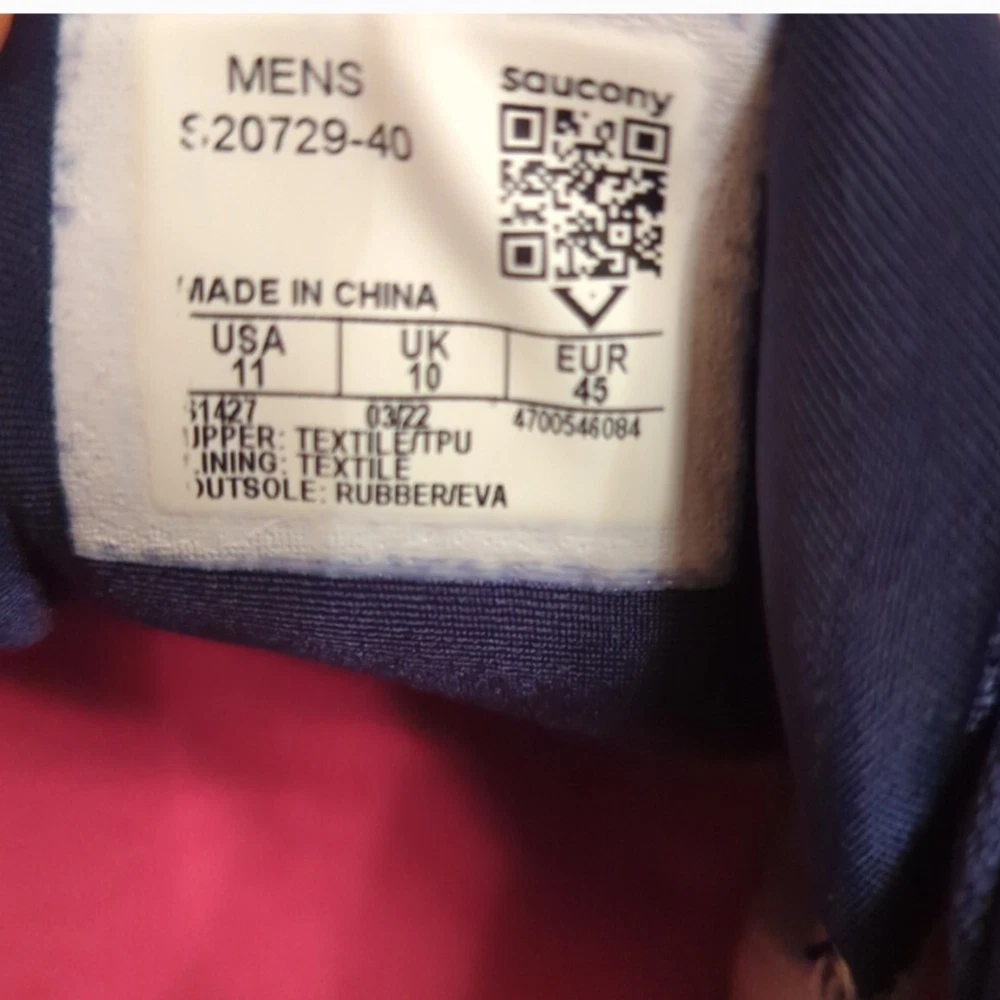 MENS
saucony
S20729-40
MADE IN CHINA
USA UK EUR
11 10 45
61427 03/22 4700546084
UPPER: TEXTILE/TPU
LINING: TEXTILE
OUTSOLE: RUBBER/EVA